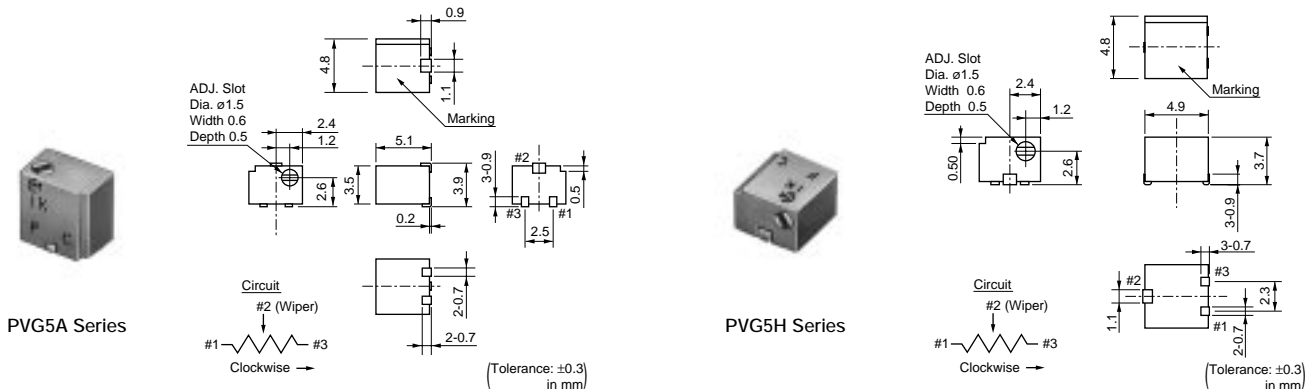 0.9
4.8
1.1
Marking
ADJ. Slot
Dia. ø1.5
Width 0.6
Depth 0.5
2.4
1.2
2.6
5.1
3.5
3.9
0.2
3-0.9
#2
0.5
#3
#1
2.5
2-0.7
2-0.7
Circuit
#2 (Wiper)
#1
#3
Clockwise
(Tolerance: ±0.3
in mm)
PVG5A Series
4.8
Marking
ADJ. Slot
Dia. ø1.5
Width 0.6
Depth 0.5
2.4
1.2
0.50
2.6
4.9
3.7
3-0.9
3-0.7
#2
#3
1.1
2.3
#1
2-0.7
Circuit
#2 (Wiper)
#1
#3
Clockwise
(Tolerance: ±0.3
in mm)
PVG5H Series